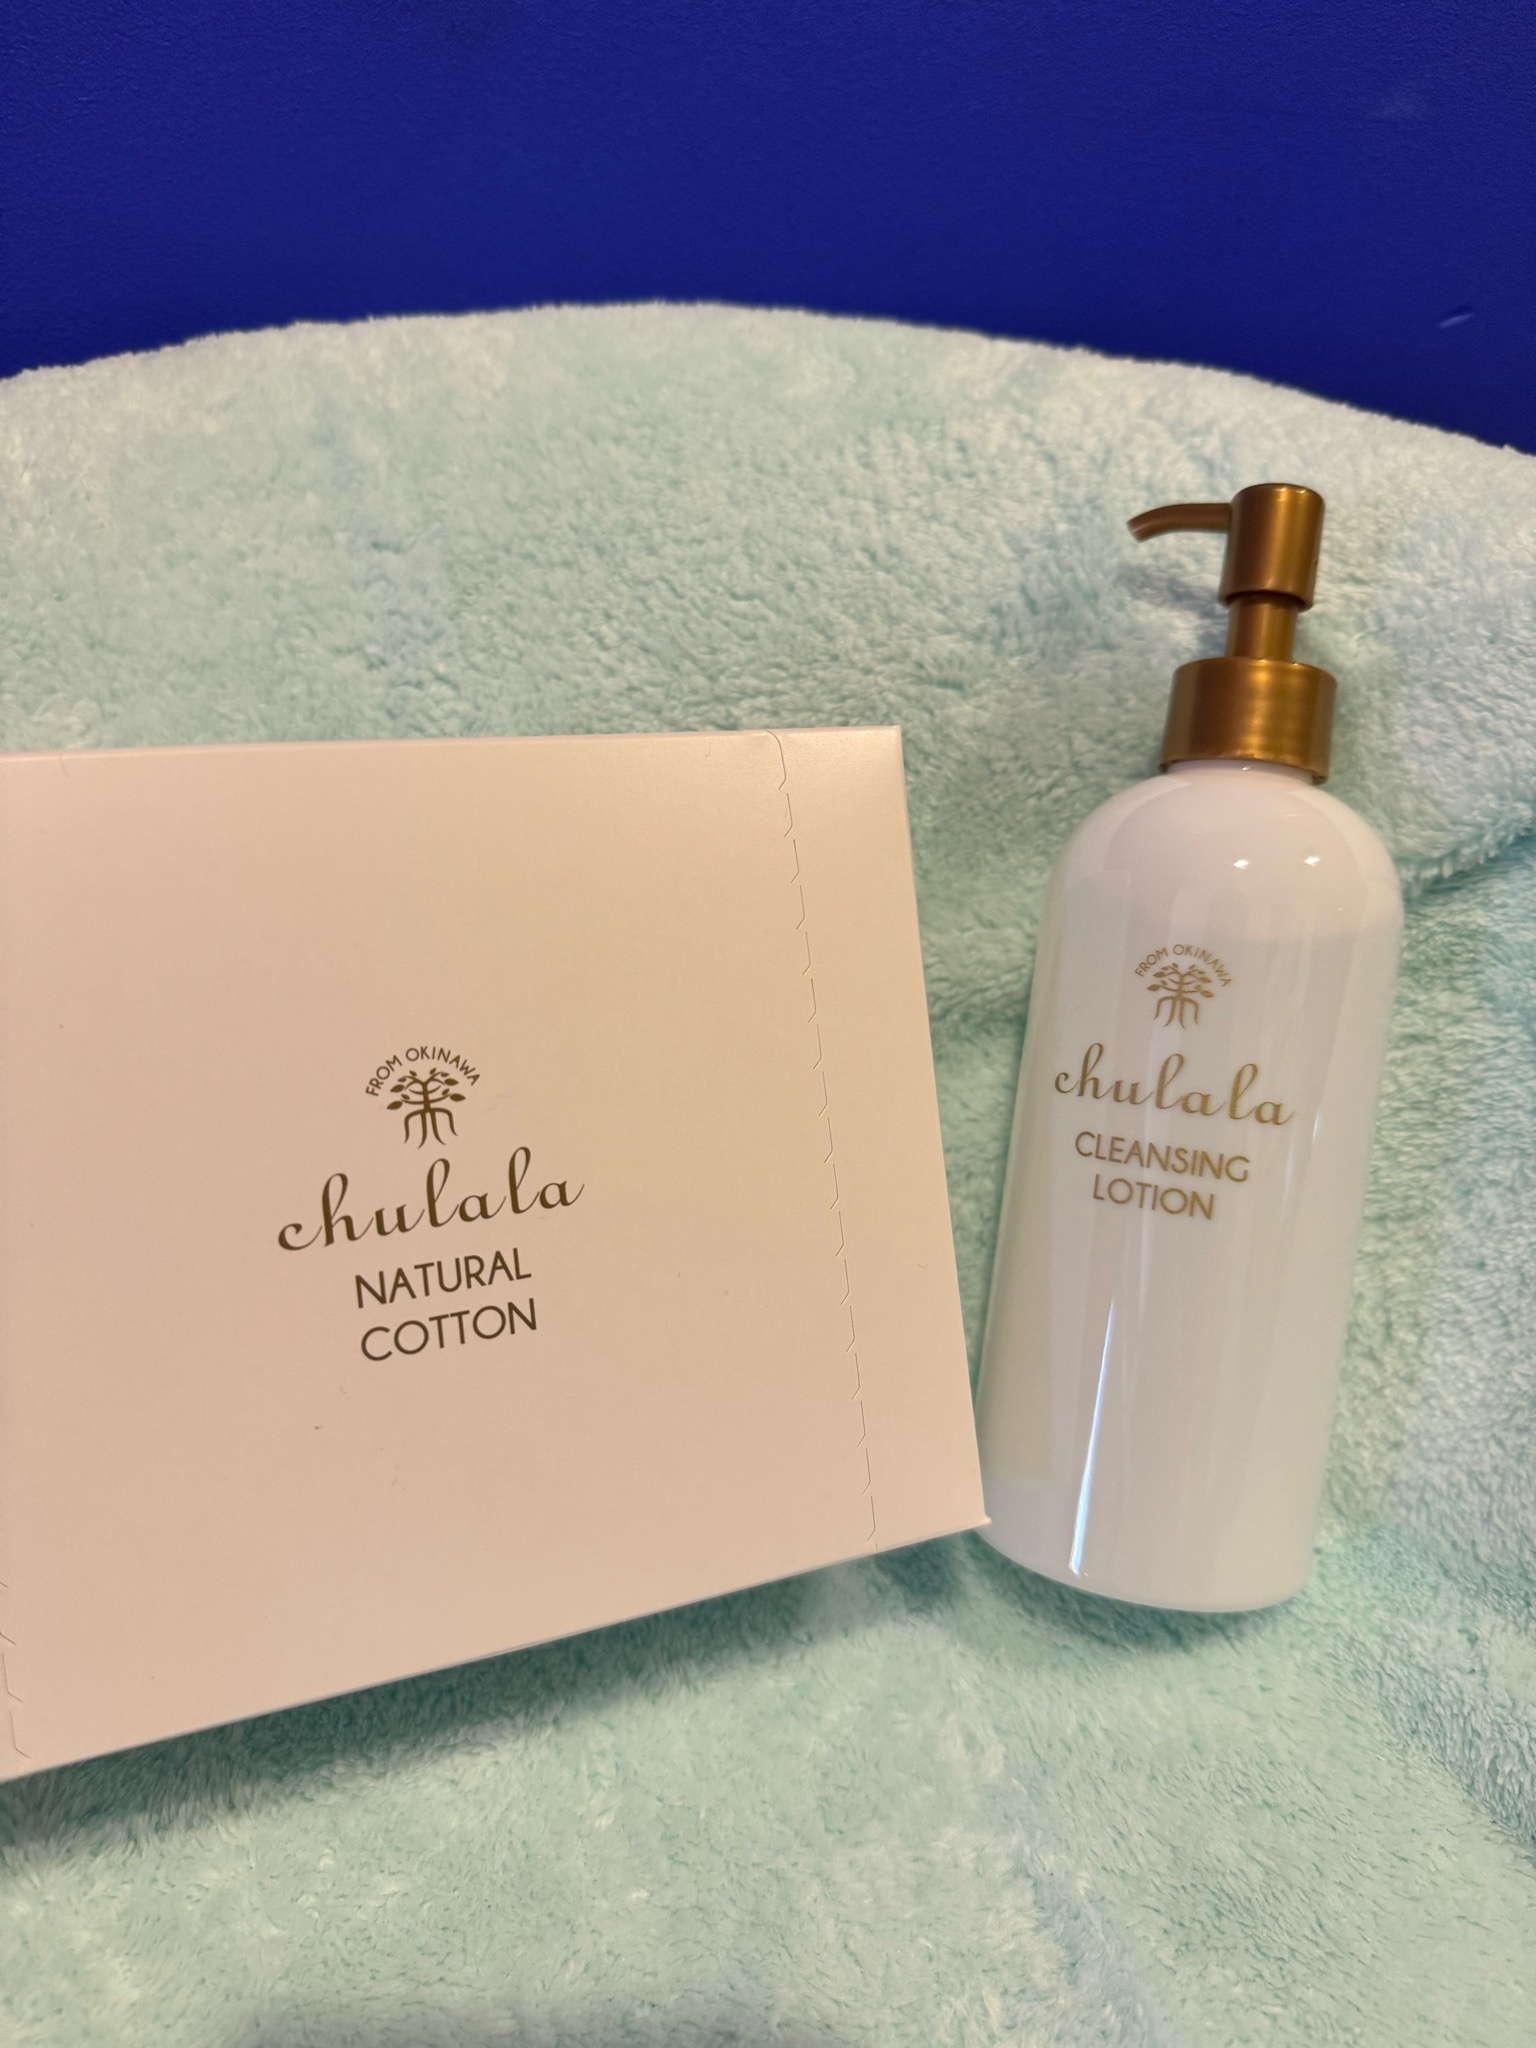 FROM OKINAWA
chulala
NATURAL
COTTON
FROM OKINAWA
chulala
CLEANSING
LOTION